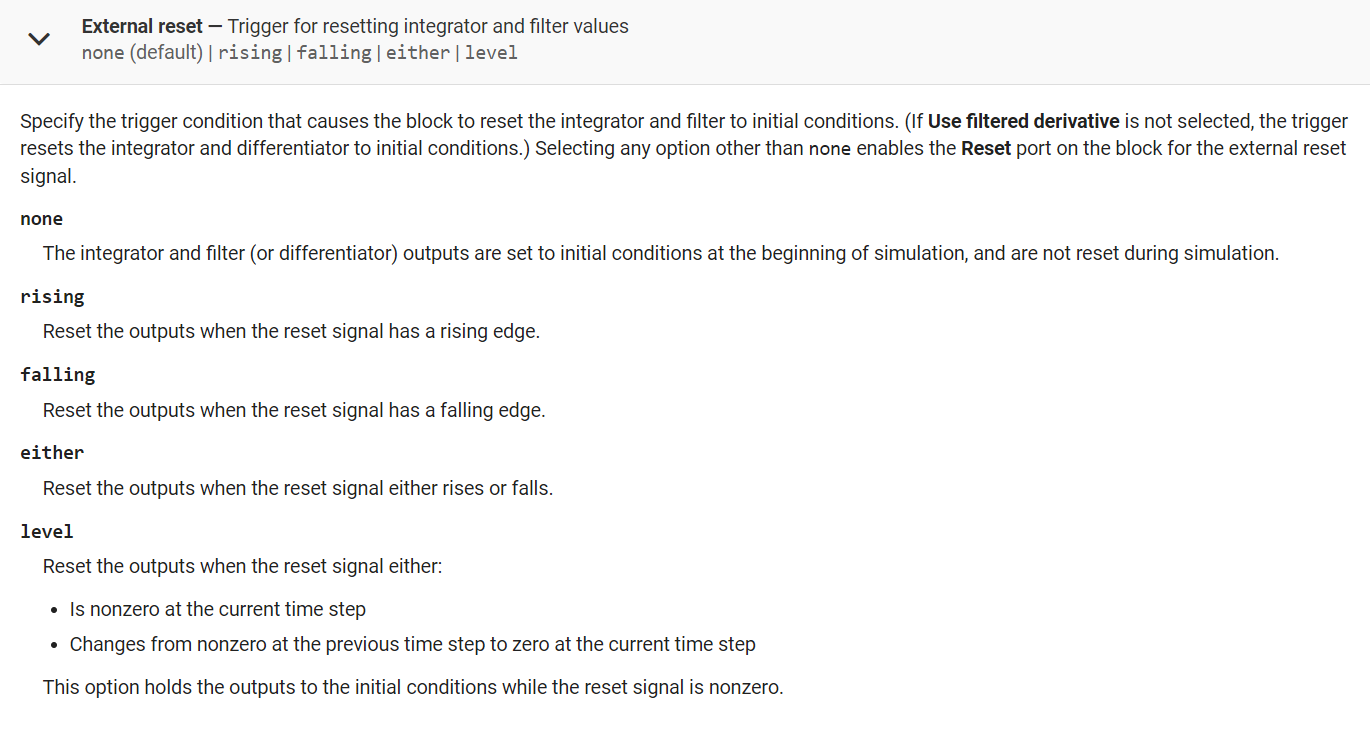 External reset — Trigger for resetting integrator and filter values
none (default) | rising | falling | either | level
Specify the trigger condition that causes the block to reset the integrator and filter to initial conditions. (If Use filtered derivative is not selected, the trigger
resets the integrator and differentiator to initial conditions.) Selecting any option other than none enables the Reset port on the block for the external reset
signal.
none
The integrator and filter (or differentiator) outputs are set to initial conditions at the beginning of simulation, and are not reset during simulation.
rising
Reset the outputs when the reset signal has a rising edge.
falling
Reset the outputs when the reset signal has a falling edge.
either
Reset the outputs when the reset signal either rises or falls.
level
Reset the outputs when the reset signal either:
• Is nonzero at the current time step
• Changes from nonzero at the previous time step to zero at the current time step
This option holds the outputs to the initial conditions while the reset signal is nonzero.